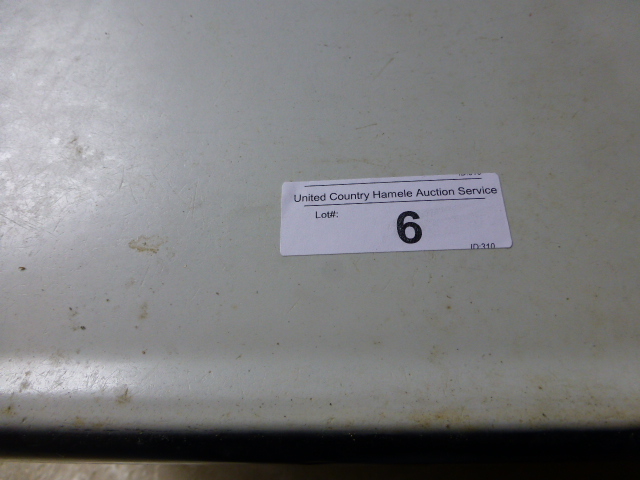 United Country Hamele Auction Service
Lot#:
6
ID:310